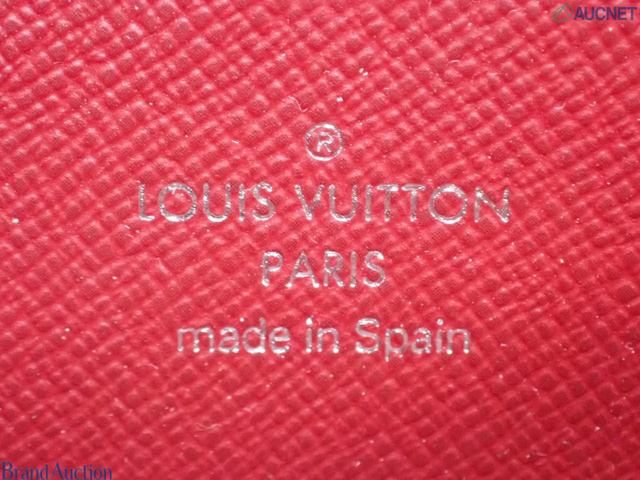 AUCNET
®
LOUIS VUITTON
PARIS
made in Spain
Brand Auction